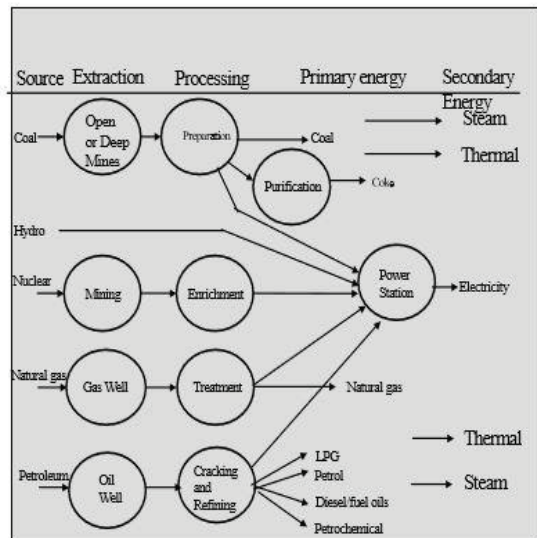 Source Extraction Processing Primary energy Secondary
Energy
Steam
Thermal
Coal
Open
or Deep
Mines
Preparation
Coal
Purification
Coke
Hydro
Nuclear
Mining
Enrichment
Power
Station
Electricity
Natural gas
Gas Well
Treatment
Natural gas
Thermal
Steam
Petroleum
Oil
Well
Cracking
and
Refining
LPG
Petrol
Diesel/fuel oils
Petrochemical